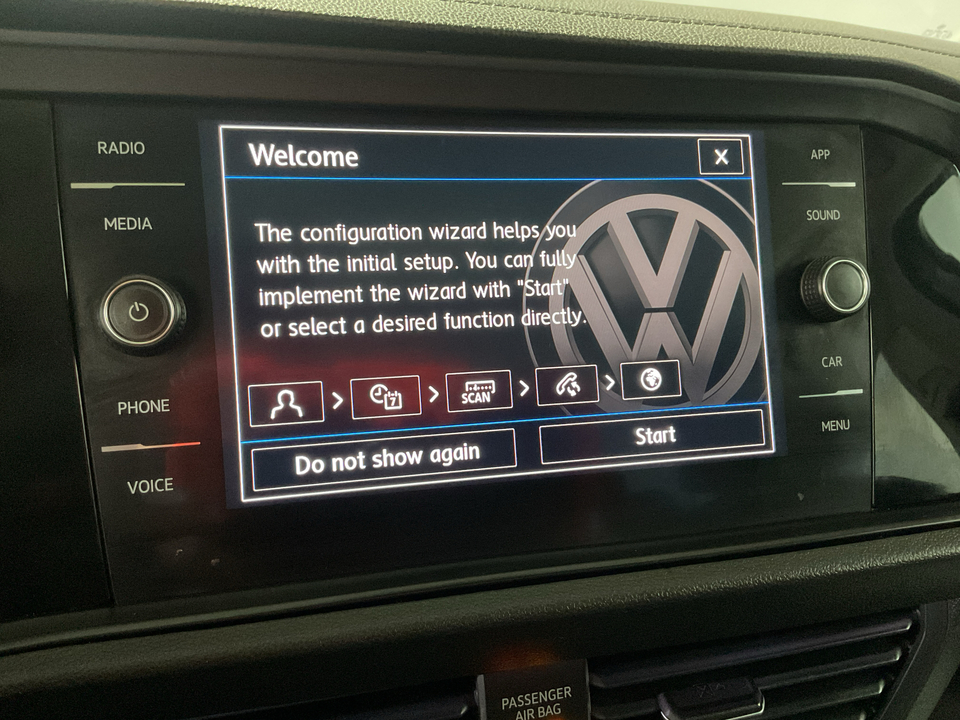 RADIO
MEDIA
PHONE
VOICE
Welcome
X
The configuration wizard helps you
with the initial setup. You can fully
implement the wizard with "Start"
or select a desired function directly.
7
SCAN
Do not show again
Start
APP
SOUND
CAR
MENU
PASSENGER
AIR BAG